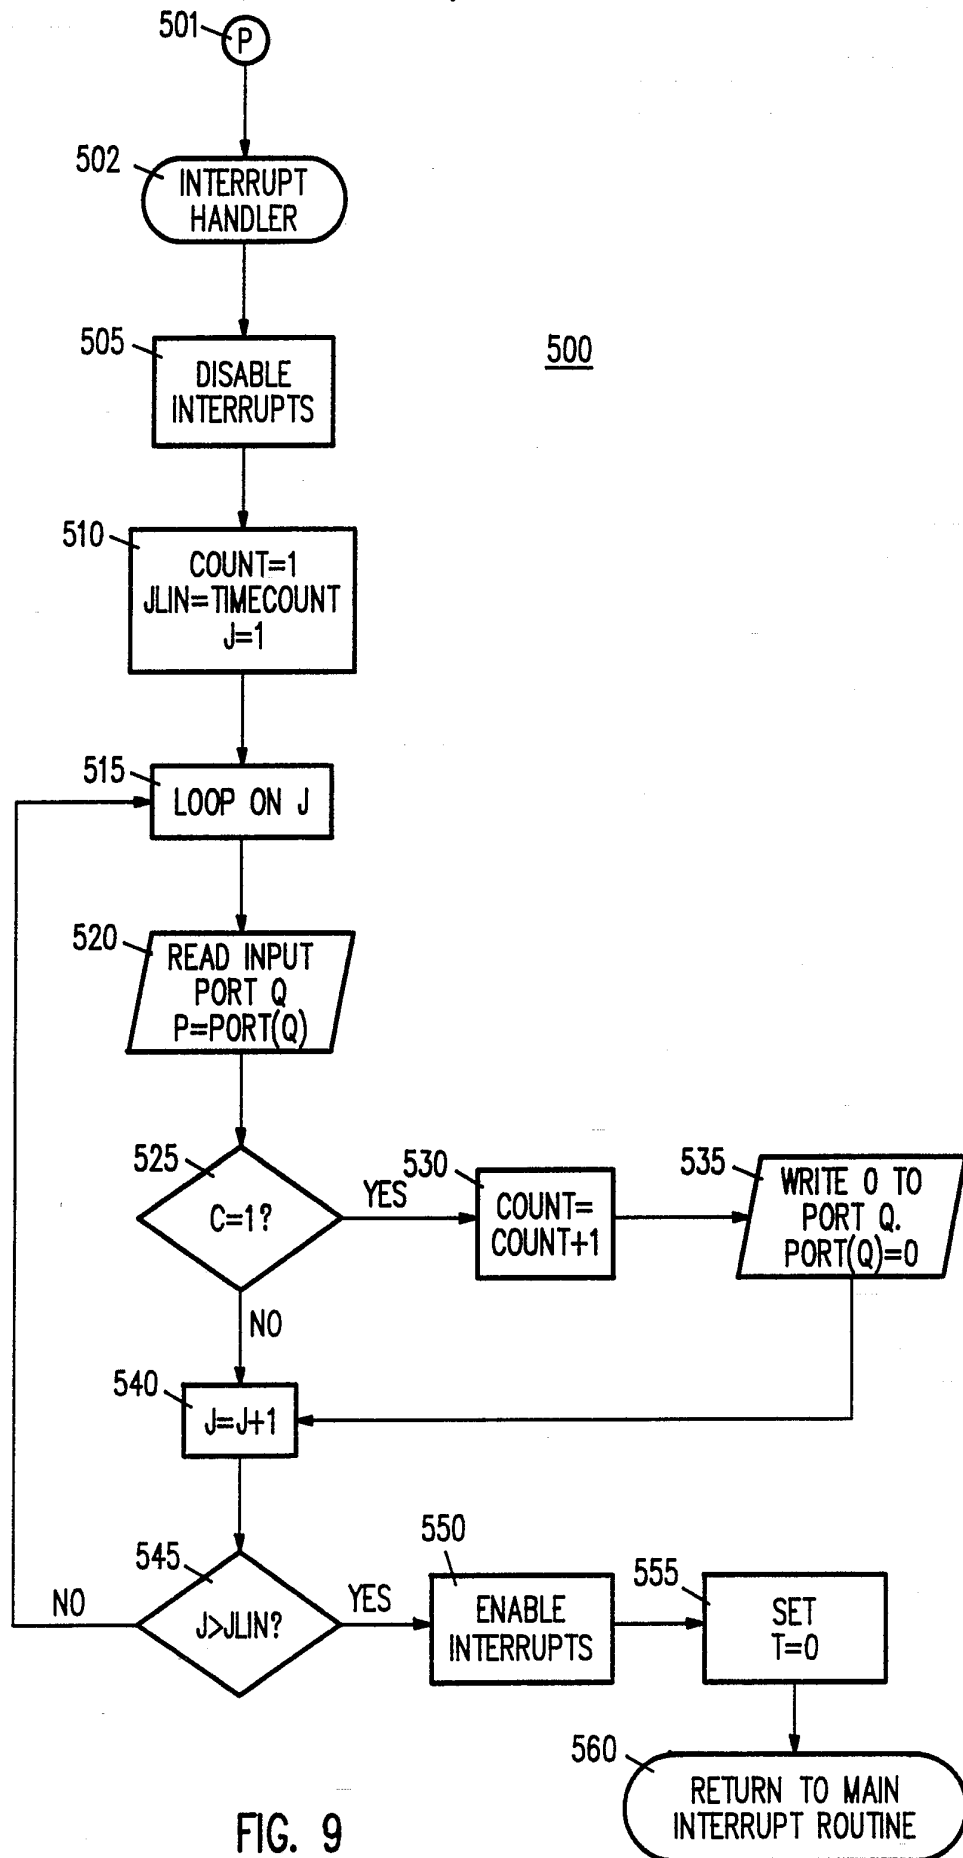 501
P
502
INTERRUPT
HANDLER
505
DISABLE
INTERRUPTS
500
510
COUNT=1
JLIN=TIMECOUNT
J=1
515
LOOP ON J
520
READ INPUT
PORT Q
P=PORT(Q)
525
C=1?
YES
530
COUNT=
COUNT+1
535
WRITE 0 TO
PORT Q.
PORT(Q)=0
NO
540
J=J+1
545
J>JLIN?
NO
YES
550
ENABLE
INTERRUPTS
555
SET
T=0
560
RETURN TO MAIN
INTERRUPT ROUTINE
FIG. 9